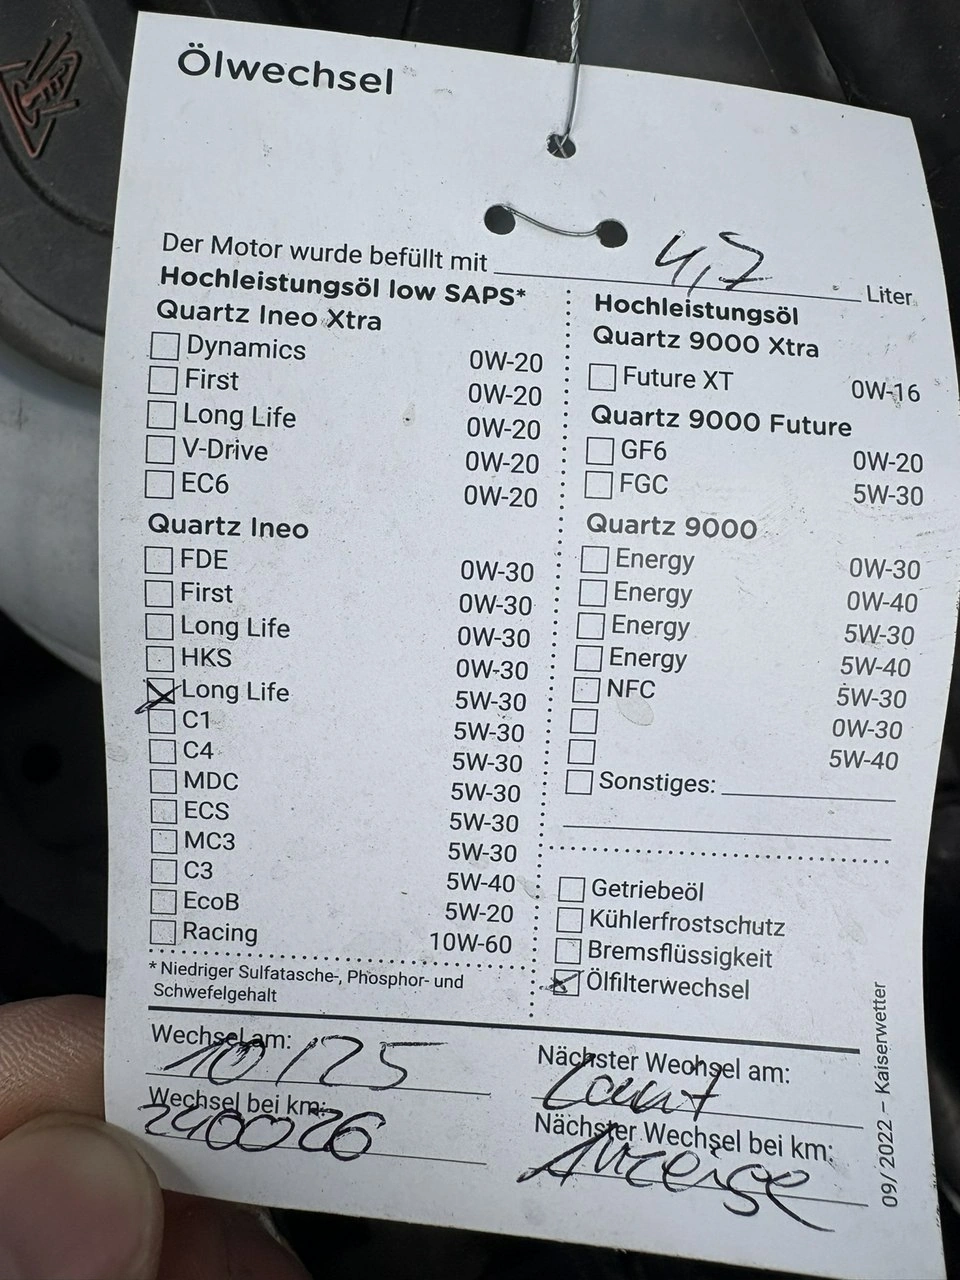 Ölwechsel
Der Motor wurde befüllt mit 4,7 Liter
Hochleistungsöl low SAPS*
Quartz Ineo Xtra
Dynamics 0W-20
First 0W-20
Long Life 0W-20
V-Drive 0W-20
EC6 0W-20
Quartz Ineo
FDE 0W-30
First 0W-30
Long Life 0W-30
HKS 0W-30
Long Life 5W-30
C1 5W-30
C4 5W-30
MDC 5W-30
ECS 5W-30
MC3 5W-30
C3 5W-40
EcoB 5W-20
Racing 10W-60
* Niedriger Sulfatasche-, Phosphor- und
Schwefelgehalt
Hochleistungsöl
Quartz 9000 Xtra
Future XT 0W-16
Quartz 9000 Future
GF6 0W-20
FGC 5W-30
Quartz 9000
Energy 0W-30
Energy 0W-40
Energy 5W-30
Energy 5W-40
NFC 5W-30
0W-30
5W-40
Sonstiges:
Getriebeöl
Kühlerfrostschutz
Bremsflüssigkeit
Ölfilterwechsel
Wechsel am:
10/25
Wechsel bei km:
240026
Nächster Wechsel am:
Laut
Nächster Wechsel bei km:
Anzeige
09/2022 – Kaiserwetter